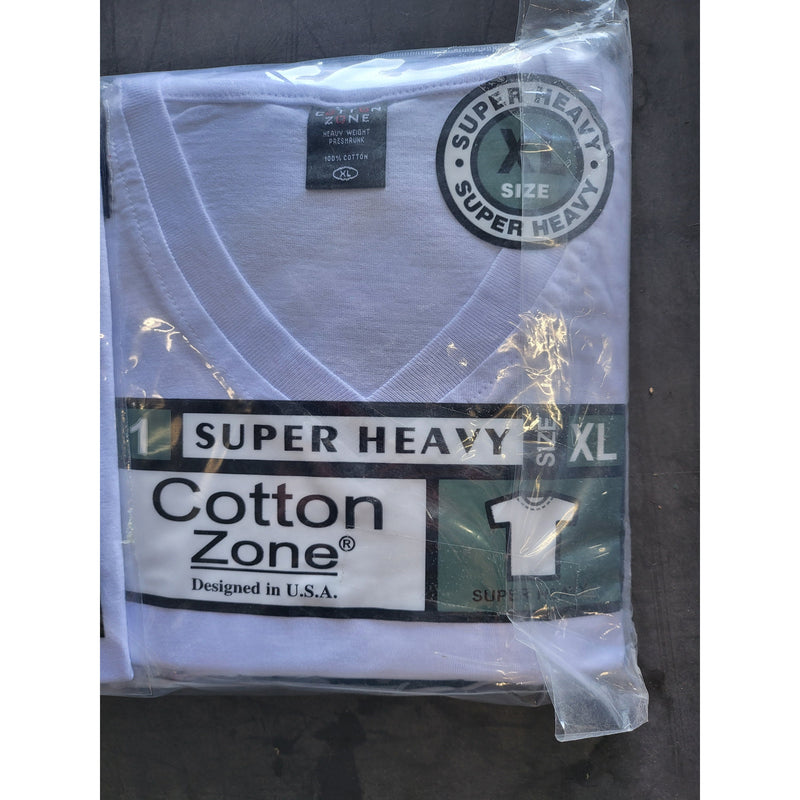 COTTON
ZONE
HEAVY WEIGHT
PRESHRUNK
100% COTTON
XL
SUPER HEAVY
XL
SIZE
SUPER HEAVY
1 SUPER HEAVY SIZE XL
Cotton
Zone®
Designed in U.S.A.